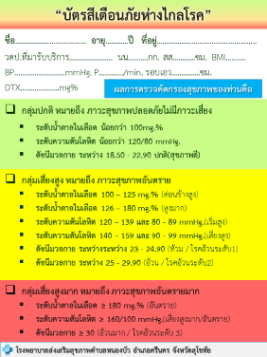 “บัตรสีเตือนภัยห่างไกลโรค”
ชื่อ............................ อายุ..........ปี ที่อยู่............................
วดป.ที่มารับบริการ.................. นน.........กก. สส.........ซม. BMI..........
BP.....................mmHg. P........../min. รอบเอว...............ซม.
DTX.................mg%
ผลการตรวจคัดกรองสุขภาพของท่านคือ
กลุ่มปกติ หมายถึง ภาวะสุขภาพปลอดภัยไม่มีภาวะเสี่ยง
ระดับน้ำตาลในเลือด น้อยกว่า 100mg.%
ระดับความดันโลหิต น้อยกว่า 120/80 mmHg.
ดัชนีมวลกาย ระหว่าง 18.50 - 22.90 ปกติ(สุขภาพดี)
กลุ่มเสี่ยงสูง หมายถึง ภาวะสุขภาพอันตราย
ระดับน้ำตาลในเลือด 100 – 125 mg.% (ค่อนข้างสูง)
ระดับน้ำตาลในเลือด 126 – 180 mg.% (สูงมาก)
ระดับความดันโลหิต 120 – 139 และ 80 – 89 mmHg.(เริ่มสูง)
ระดับความดันโลหิต 140 – 159 และ 90 – 99 mmHg.(เสี่ยงสูง)
ดัชนีมวลกาย ระหว่างระหว่าง 23 - 24.90 (ท้วม / โรคอ้วนระดับ1)
ดัชนีมวลกาย ระหว่าง 25 - 29.90 (อ้วน / โรคอ้วนระดับ2)
กลุ่มเสี่ยงสูงมาก หมายถึง ภาวะสุขภาพอันตรายมาก
ระดับน้ำตาลในเลือด ≥ 180 mg.% (อันตราย)
ระดับความดันโลหิต ≥ 160/100 mmHg.(เสี่ยงสูงมาก/อันตราย)
ดัชนีมวลกาย ≥ 30 (อ้วนมาก / โรคอ้วนระดับ 3)
โรงพยาบาลส่งเสริมสุขภาพตำบลหนองบัว อำเภอศรีนคร จังหวัดสุโขทัย